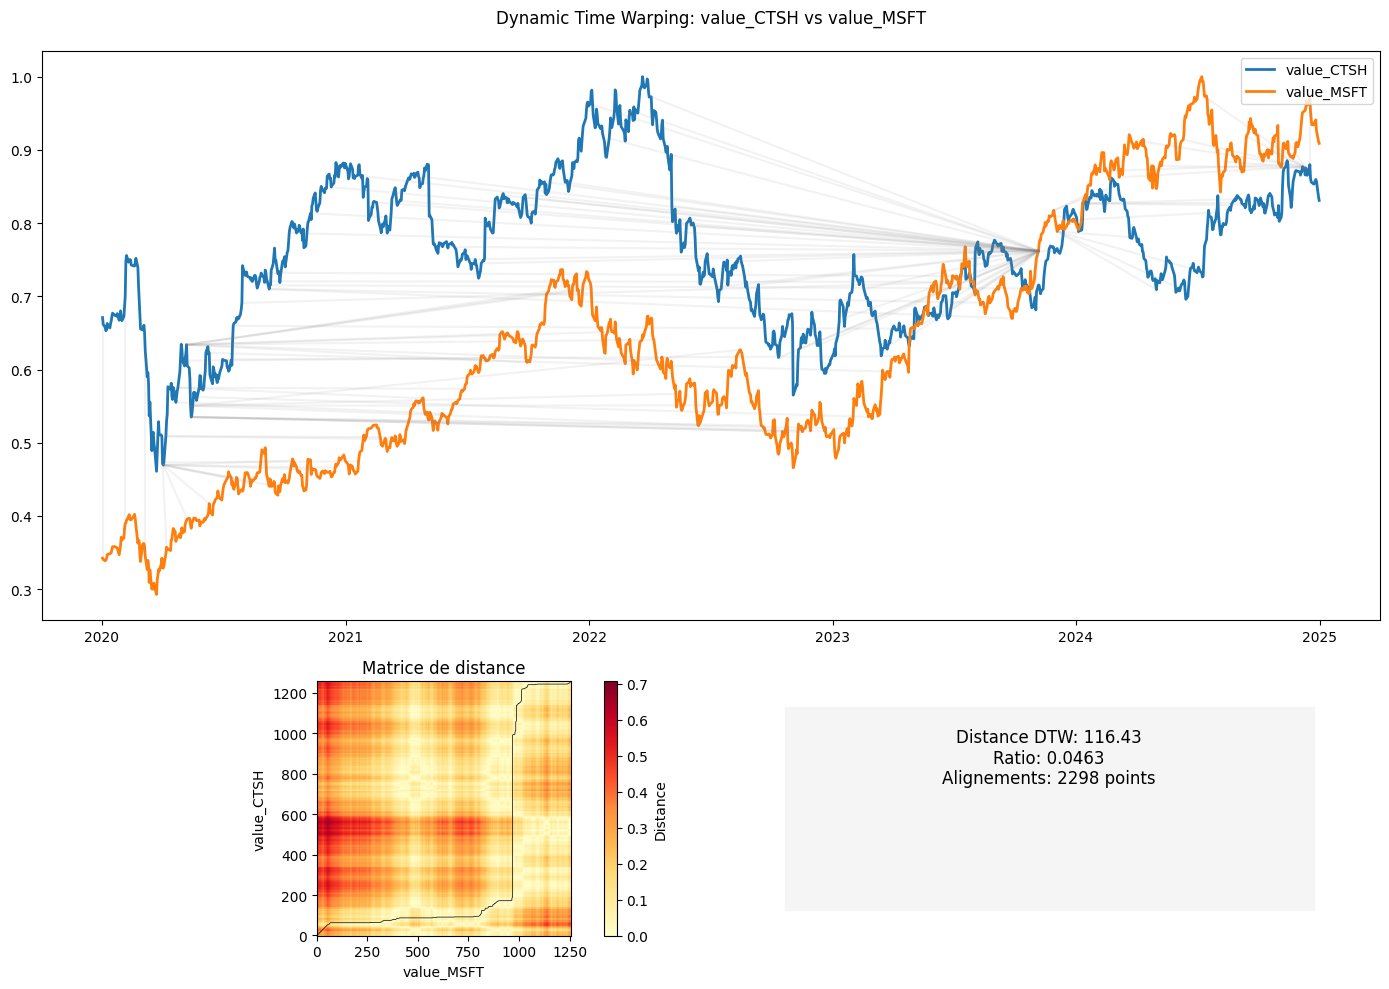 Dynamic Time Warping: value_CTSH vs value_MSFT
value_CTSH
value_MSFT
1.0
0.9
0.8
0.7
0.6
0.5
0.4
0.3
2020 2021 2022 2023 2024 2025
Matrice de distance
value_CTSH
1200
1000
800
600
400
200
0
0 250 500 750 1000 1250
value_MSFT
0.7
0.6
0.5
0.4
0.3
0.2
0.1
0.0
Distance
Distance DTW: 116.43
Ratio: 0.0463
Alignements: 2298 points